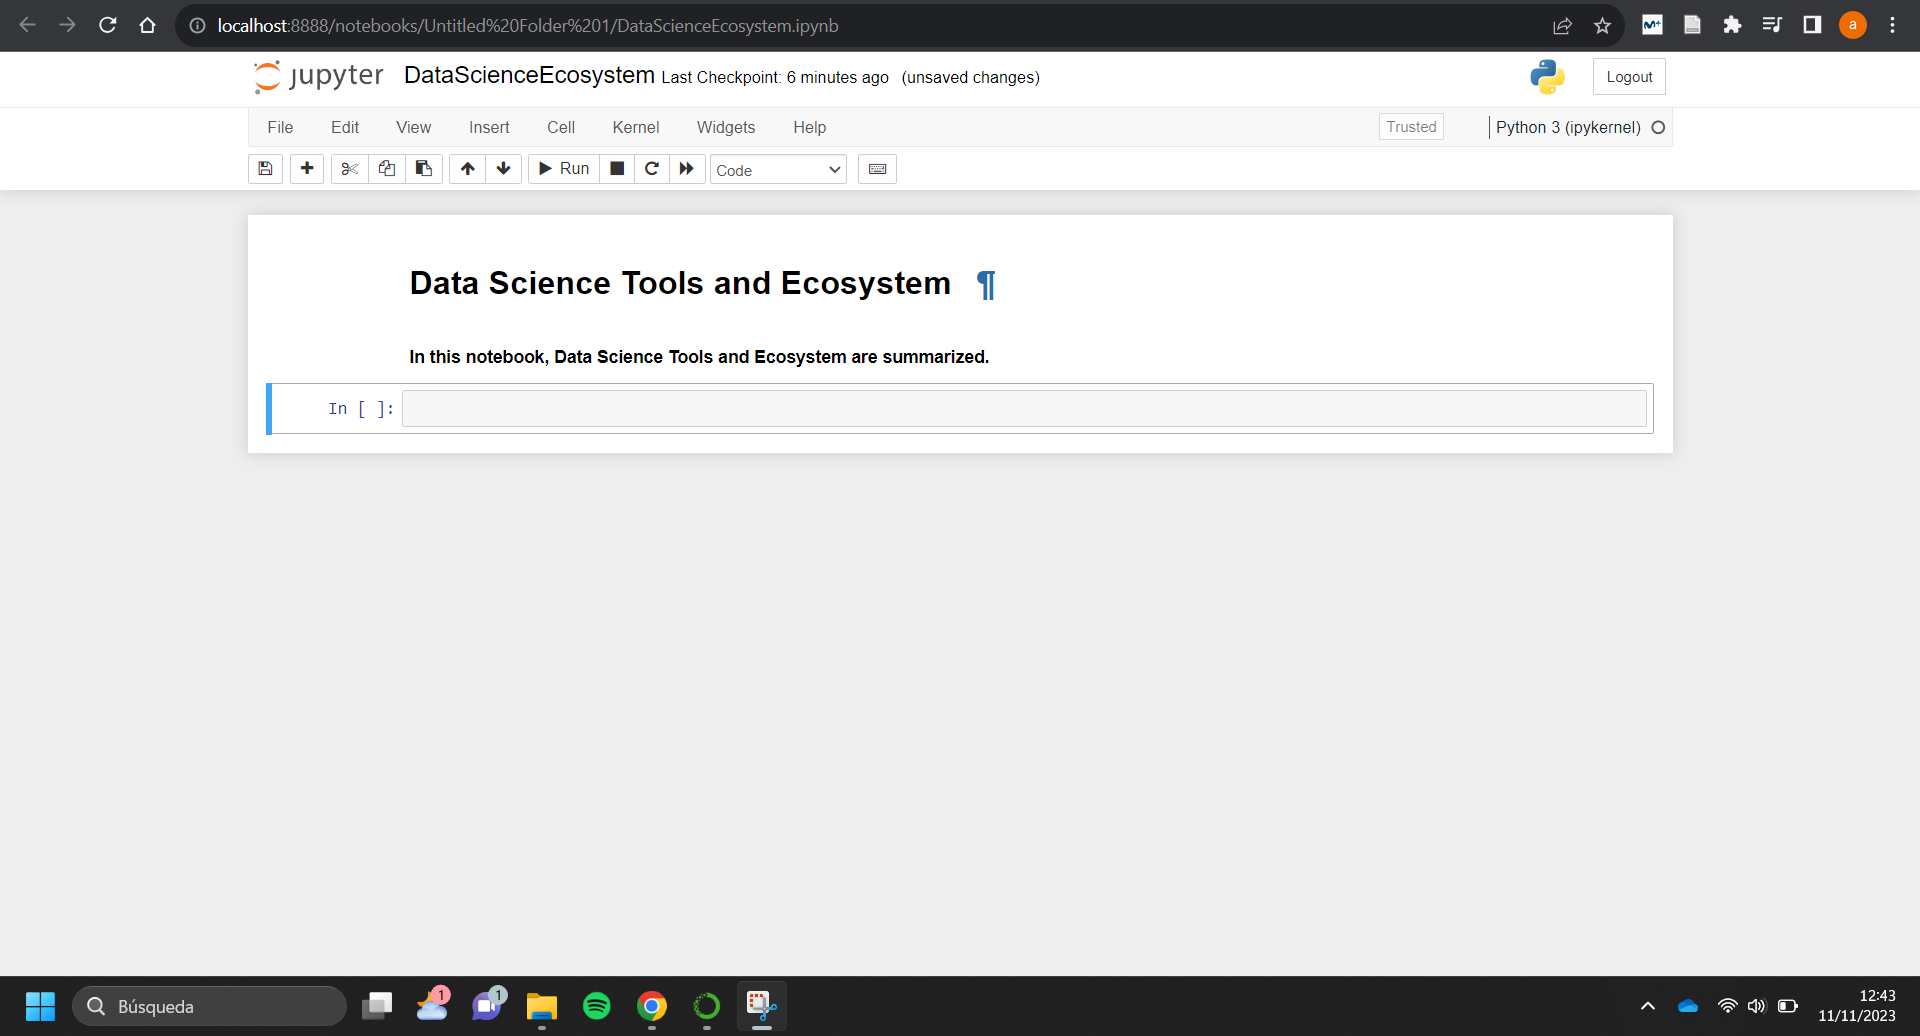 localhost:8888/notebooks/Untitled%20Folder%201/DataScienceEcosystem.ipynb
M+
a
jupyter DataScienceEcosystem Last Checkpoint: 6 minutes ago (unsaved changes)
Logout
File Edit View Insert Cell Kernel Widgets Help
Trusted Python 3 (ipykernel)
Run Code
Data Science Tools and Ecosystem ¶
In this notebook, Data Science Tools and Ecosystem are summarized.
In [ ]:
Búsqueda
1
1
12:43
11/11/2023